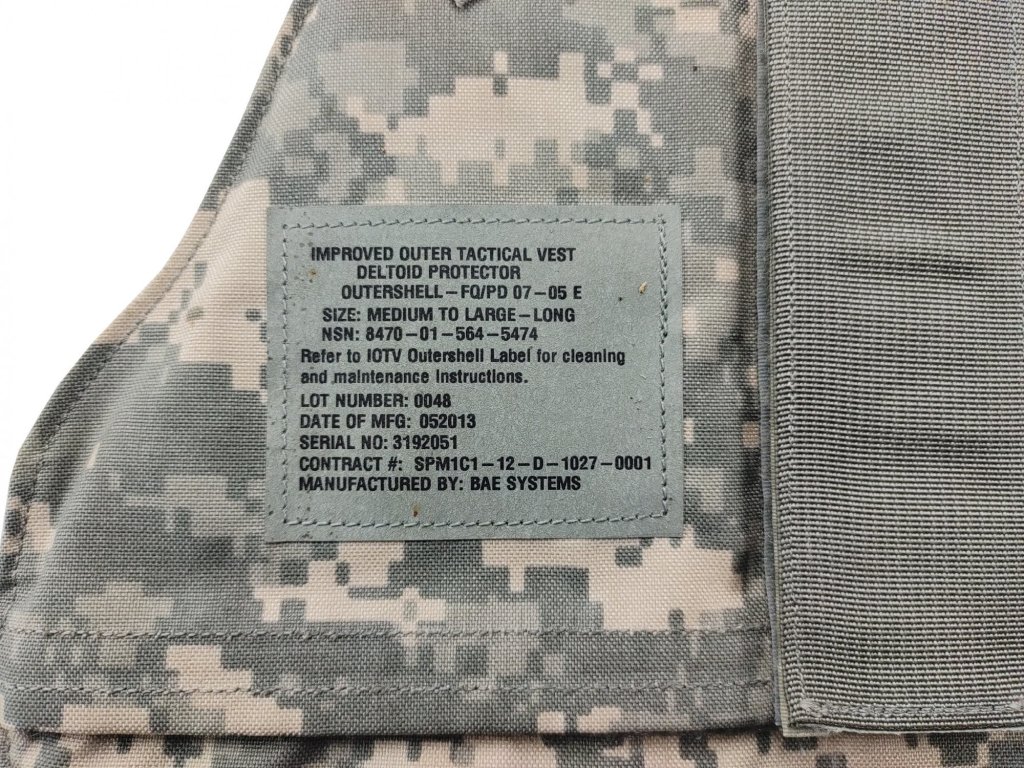 IMPROVED OUTER TACTICAL VEST
DELTOID PROTECTOR
OUTERSHELL–FQ/PD 07–05 E
SIZE: MEDIUM TO LARGE–LONG
NSN: 8470–01–564–5474
Refer to IOTV Outershell Label for cleaning
and maintenance Instructions.
LOT NUMBER: 0048
DATE OF MFG: 052013
SERIAL NO: 3192051
CONTRACT #: SPM1C1–12–D–1027–0001
MANUFACTURED BY: BAE SYSTEMS